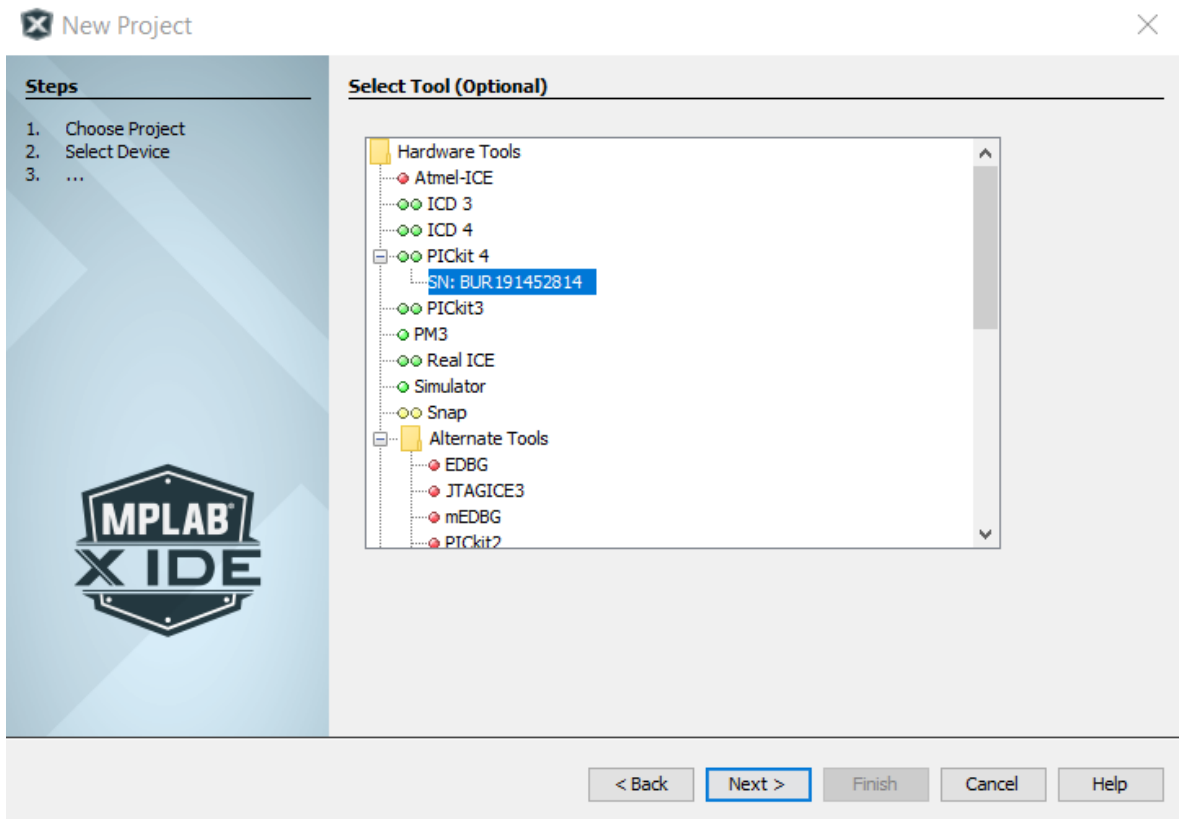 New Project
Steps
1. Choose Project
2. Select Device
3. ...
MPLAB®
X IDE
Select Tool (Optional)
Hardware Tools
Atmel-ICE
ICD 3
ICD 4
PICkit 4
SN: BUR191452814
PICkit3
PM3
Real ICE
Simulator
Snap
Alternate Tools
EDBG
JTAGICE3
mEDBG
PICkit2
< Back Next > Finish Cancel Help